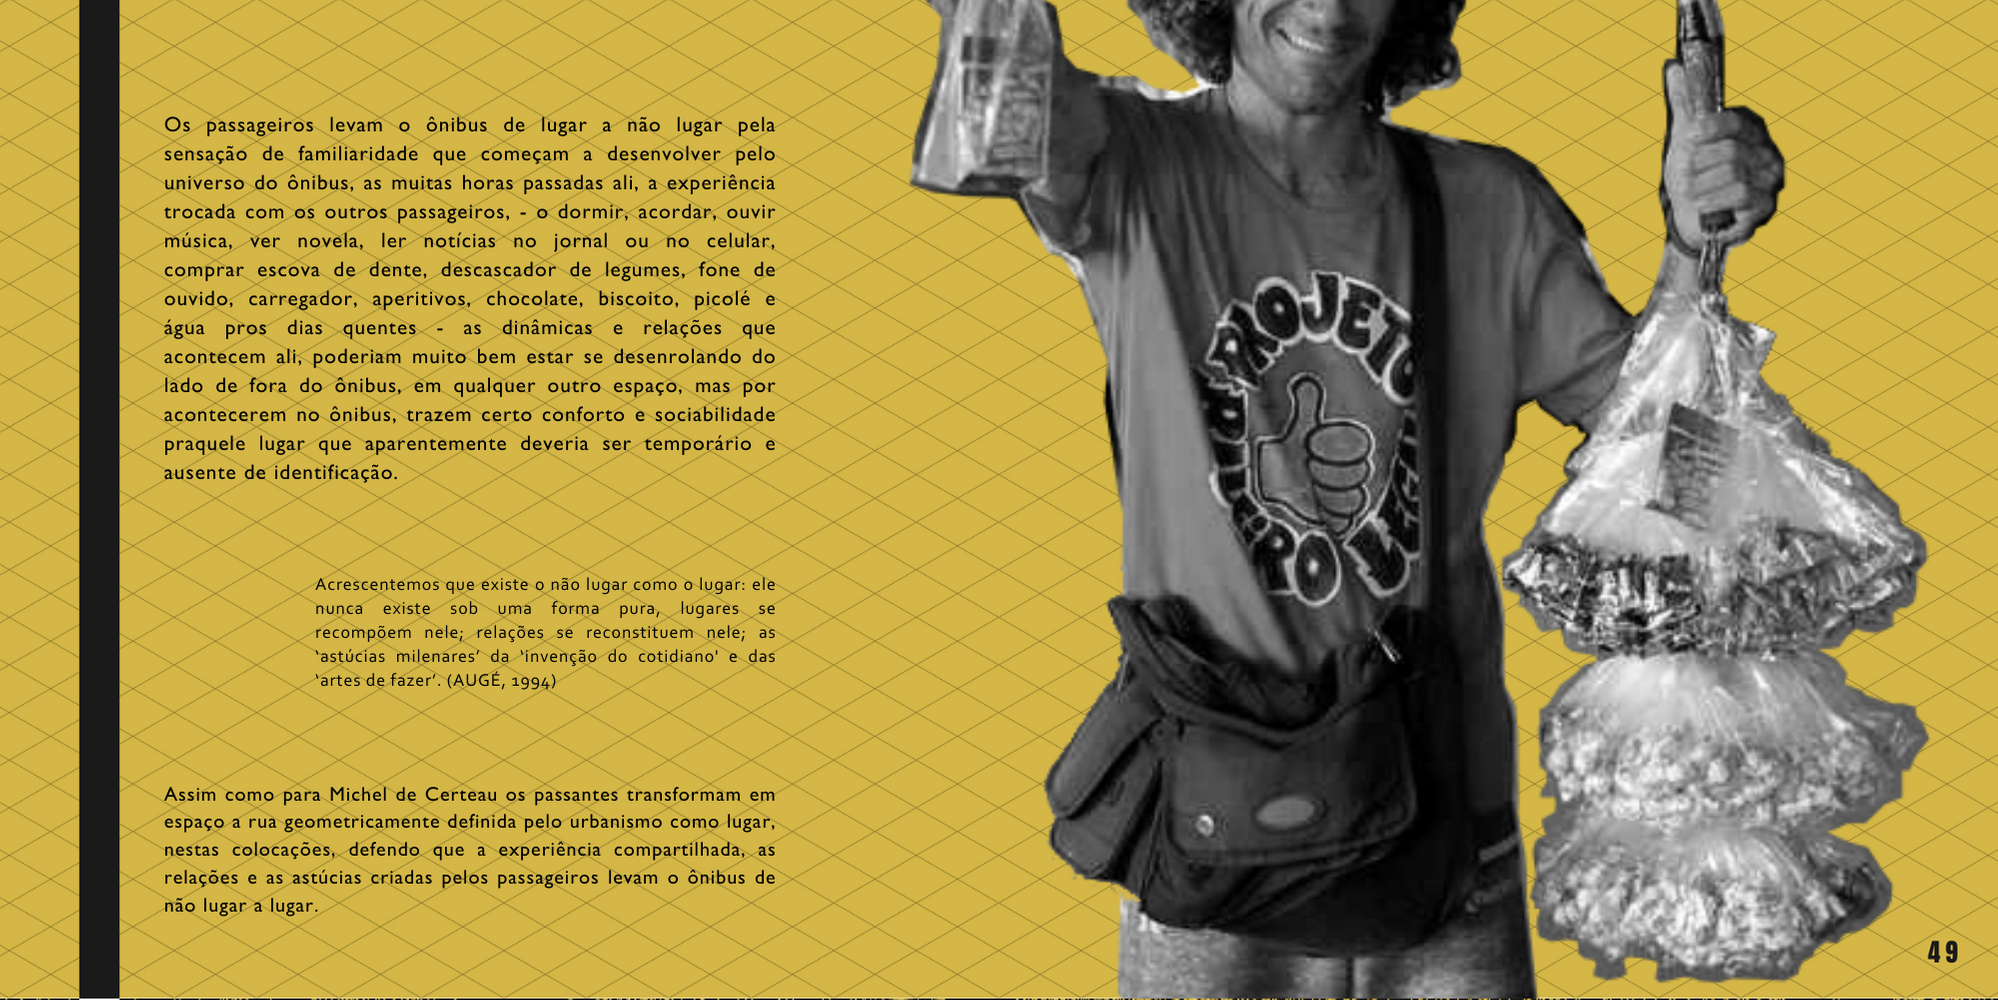 Os passageiros levam o ônibus de lugar a não lugar pela
sensação de familiaridade que começam a desenvolver pelo
universo do ônibus, as muitas horas passadas ali, a experiência
trocada com os outros passageiros, - o dormir, acordar, ouvir
música, ver novela, ler notícias no jornal ou no celular,
comprar escova de dente, descascador de legumes, fone de
ouvido, carregador, aperitivos, chocolate, biscoito, picolé e
água pros dias quentes - as dinâmicas e relações que
acontecem ali, poderiam muito bem estar se desenrolando do
lado de fora do ônibus, em qualquer outro espaço, mas por
acontecerem no ônibus, trazem certo conforto e sociabilidade
praquele lugar que aparentemente deveria ser temporário e
ausente de identificação.
Acrescentemos que existe o não lugar como o lugar: ele
nunca existe sob uma forma pura, lugares se
recompõem nele; relações se reconstituem nele; as
‘astúcias milenares’ da ‘invenção do cotidiano' e das
‘artes de fazer’. (AUGÉ, 1994)
Assim como para Michel de Certeau os passantes transformam em
espaço a rua geometricamente definida pelo urbanismo como lugar,
nestas colocações, defendo que a experiência compartilhada, as
relações e as astúcias criadas pelos passageiros levam o ônibus de
não lugar a lugar.
PROJETO
49